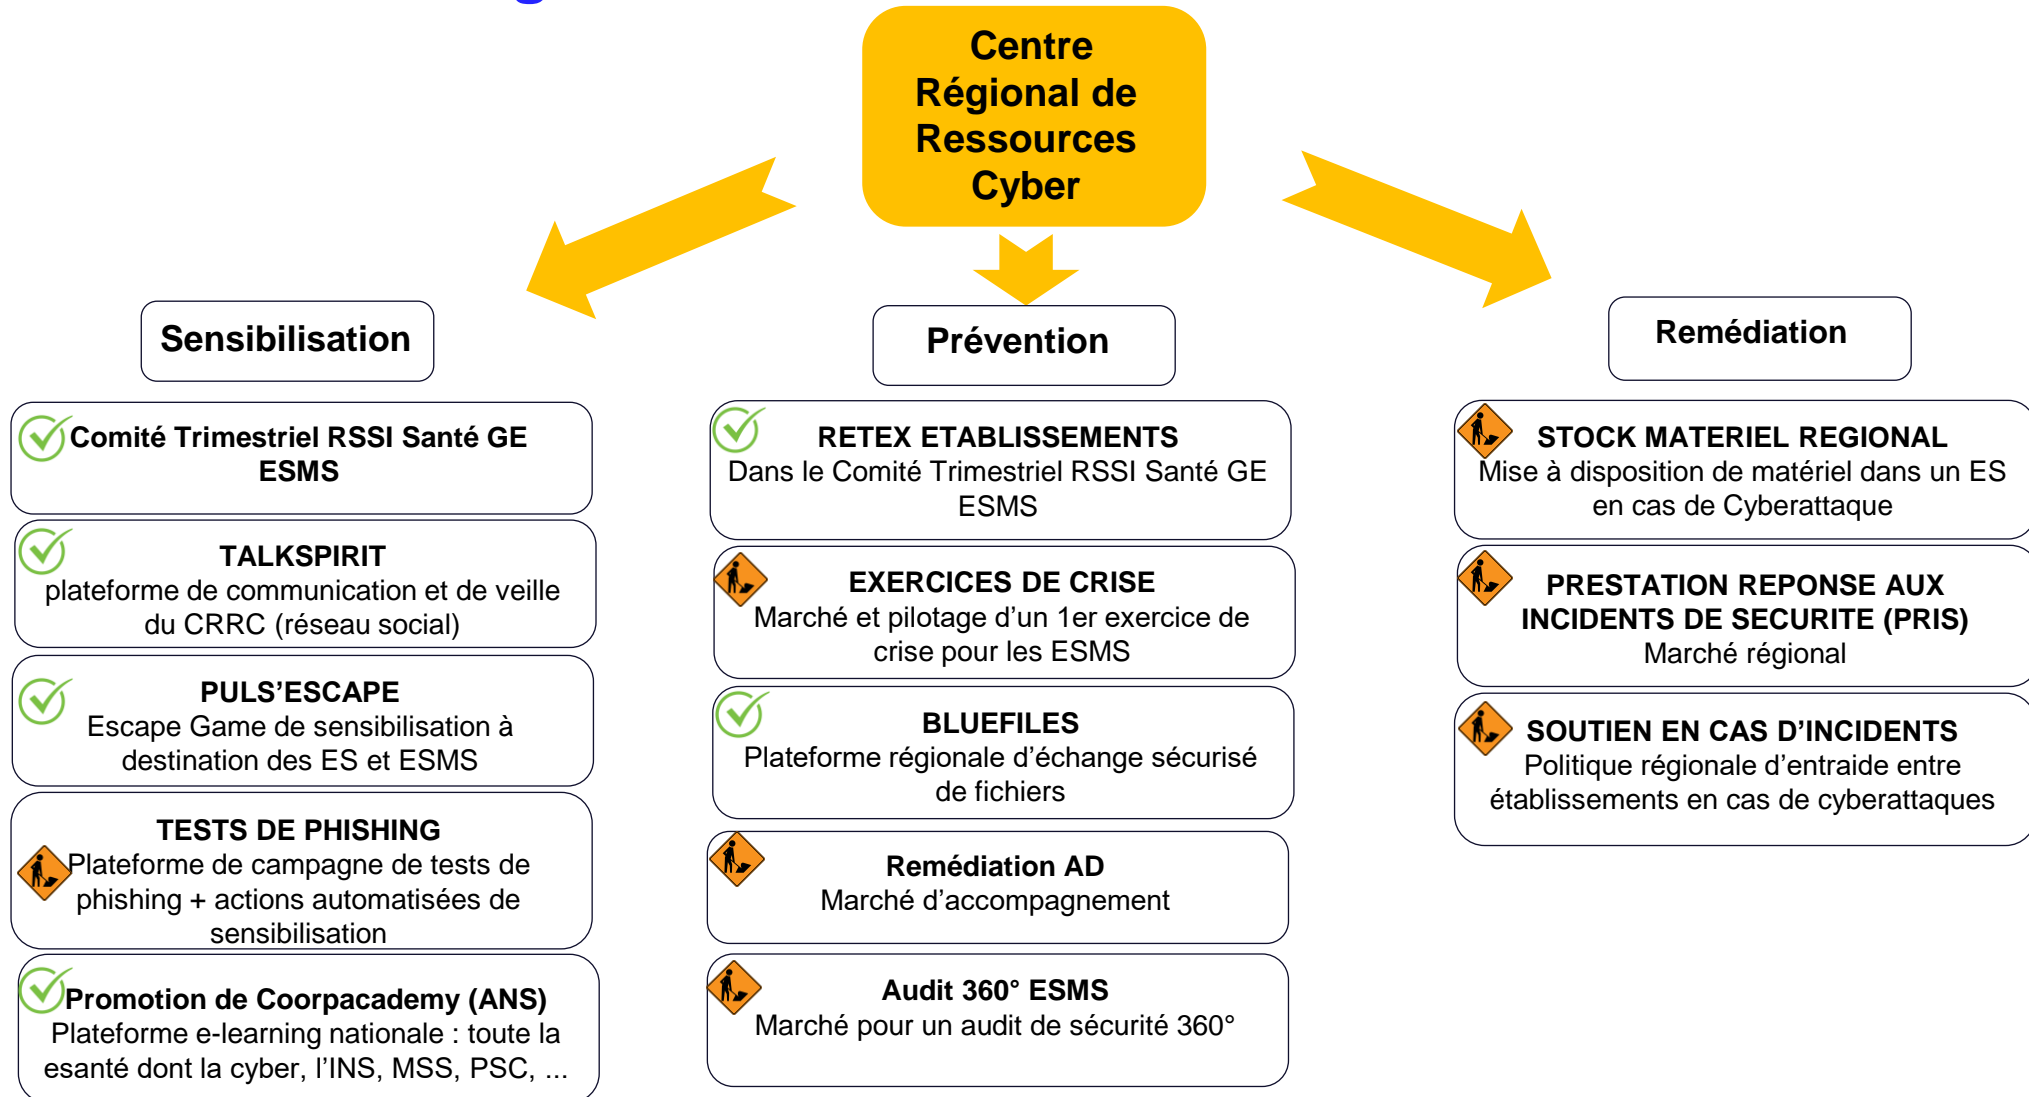 Centre
Régional de
Ressources
Cyber
Sensibilisation
Comité Trimestriel RSSI Santé GE
ESMS
TALKSPIRIT
plateforme de communication et de veille
du CRRC (réseau social)
PULS’ESCAPE
Escape Game de sensibilisation à
destination des ES et ESMS
TESTS DE PHISHING
Plateforme de campagne de tests de
phishing + actions automatisées de
sensibilisation
Promotion de Coorpacademy (ANS)
Plateforme e-learning nationale : toute la
esanté dont la cyber, l’INS, MSS, PSC, ...
Prévention
RETEX ETABLISSEMENTS
Dans le Comité Trimestriel RSSI Santé GE
ESMS
EXERCICES DE CRISE
Marché et pilotage d’un 1er exercice de
crise pour les ESMS
BLUEFILES
Plateforme régionale d’échange sécurisé
de fichiers
Remédiation AD
Marché d’accompagnement
Audit 360° ESMS
Marché pour un audit de sécurité 360°
Remédiation
STOCK MATERIEL REGIONAL
Mise à disposition de matériel dans un ES
en cas de Cyberattaque
PRESTATION REPONSE AUX
INCIDENTS DE SECURITE (PRIS)
Marché régional
SOUTIEN EN CAS D’INCIDENTS
Politique régionale d’entraide entre
établissements en cas de cyberattaques